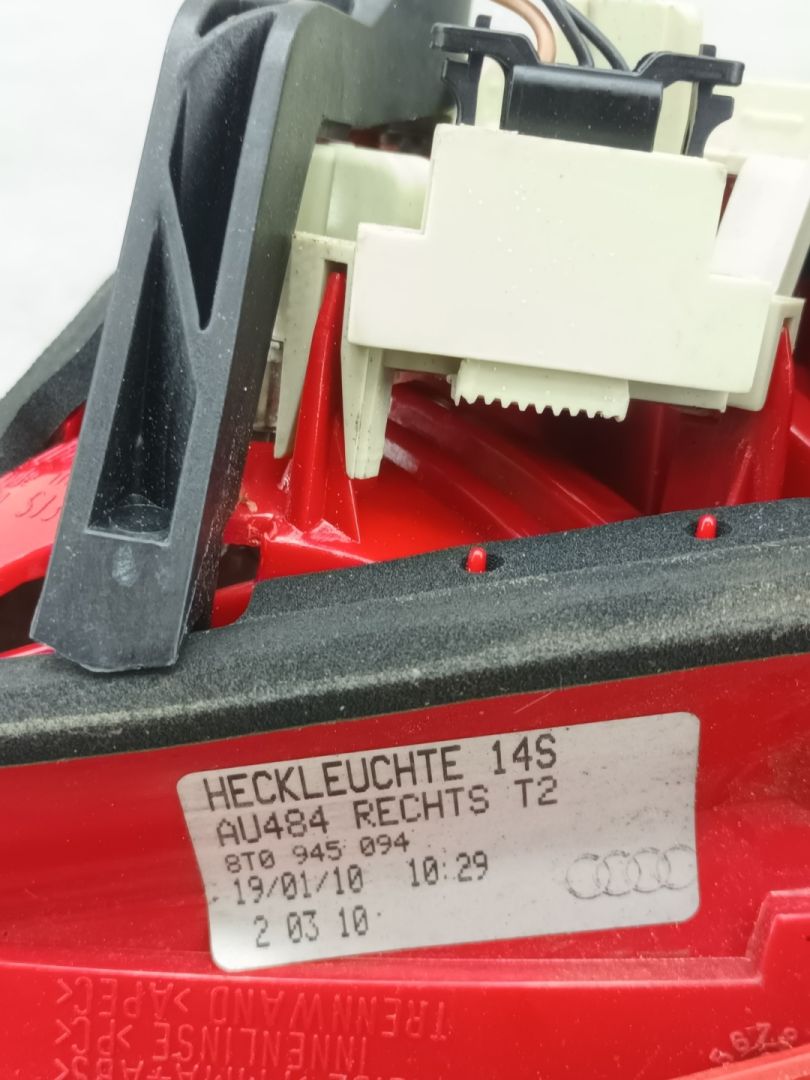 HECKLEUCHTE 14S
AU484 RECHTS T2
8T0 945 094
19/01/10 10:29
2 03 10
TRENNWAND >APEC<
INNENLINSE >PC<